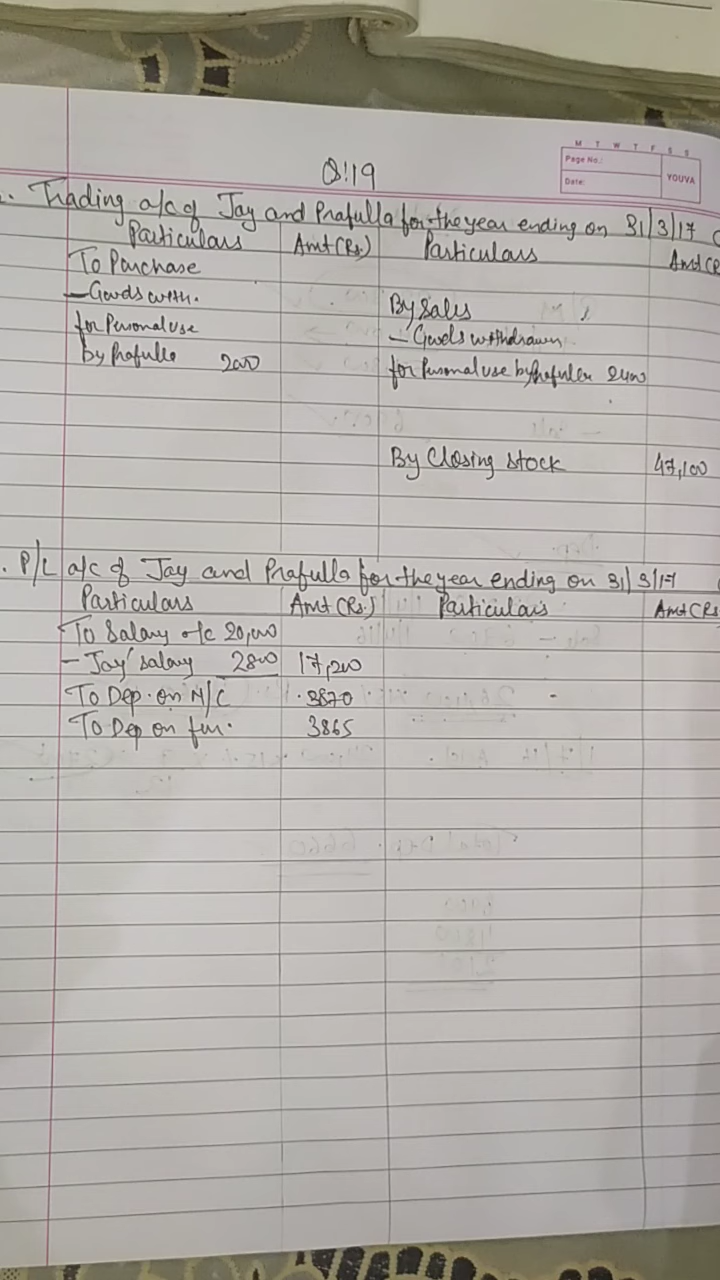 Q:19
M T W T F S S
Page No.:
Date:
YOUVA
Trading a/c of Jay and Prafulla for the year ending on 31/3/17
Particulars Amt (Rs.) Particulars Amt (R
To Purchase
- Goods with.
for Personal use
by Prafulla 2000
By Sales
- Goods withdrawn
for Personal use by Prafulla 2400
By Closing Stock 47,100
P/L a/c of Jay and Prafulla for the year ending on 31/3/17
Particulars Amt (Rs.) Particulars Amt (Rs
To Salary a/c 20,000
- Jay' salary 2800 17,200
To Dep. on M/C 3870
To Dep on fur. 3865